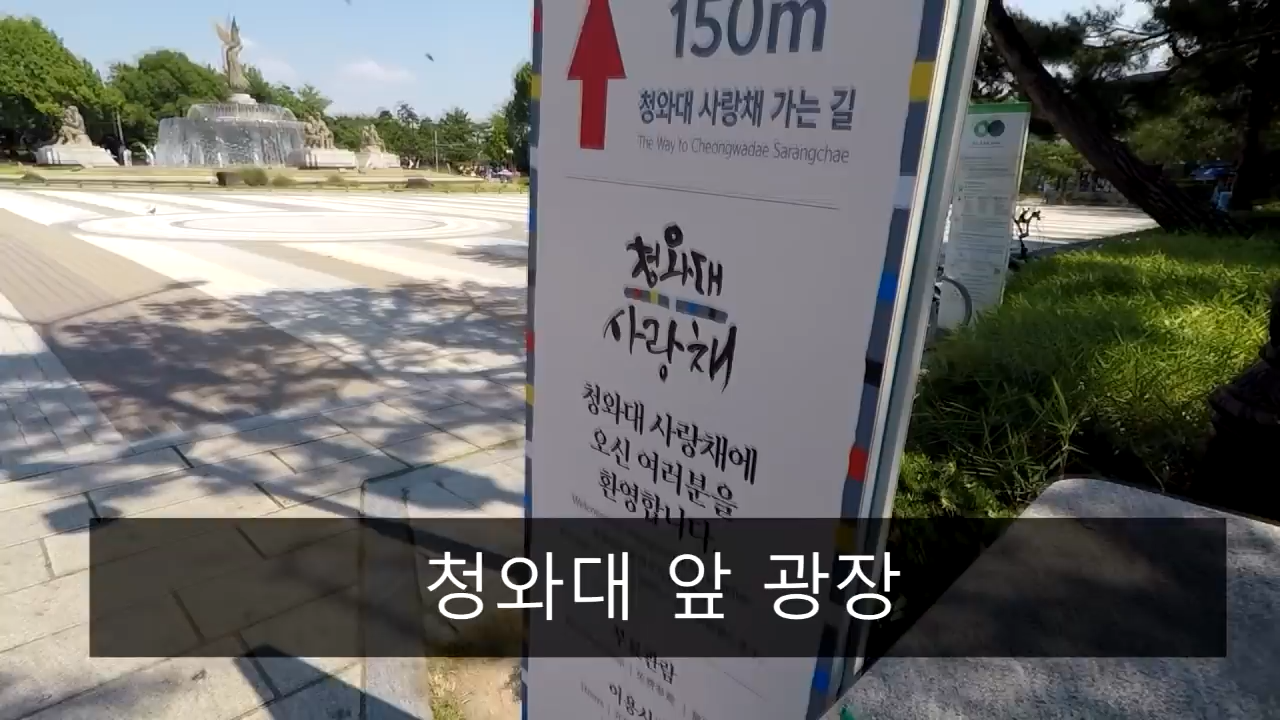 150m
청와대 사랑채 가는 길
The Way to Cheongwadae Sarangchae
청와대
사랑채
청와대 사랑채에
오신 여러분을
환영합니다
청와대 앞 광장